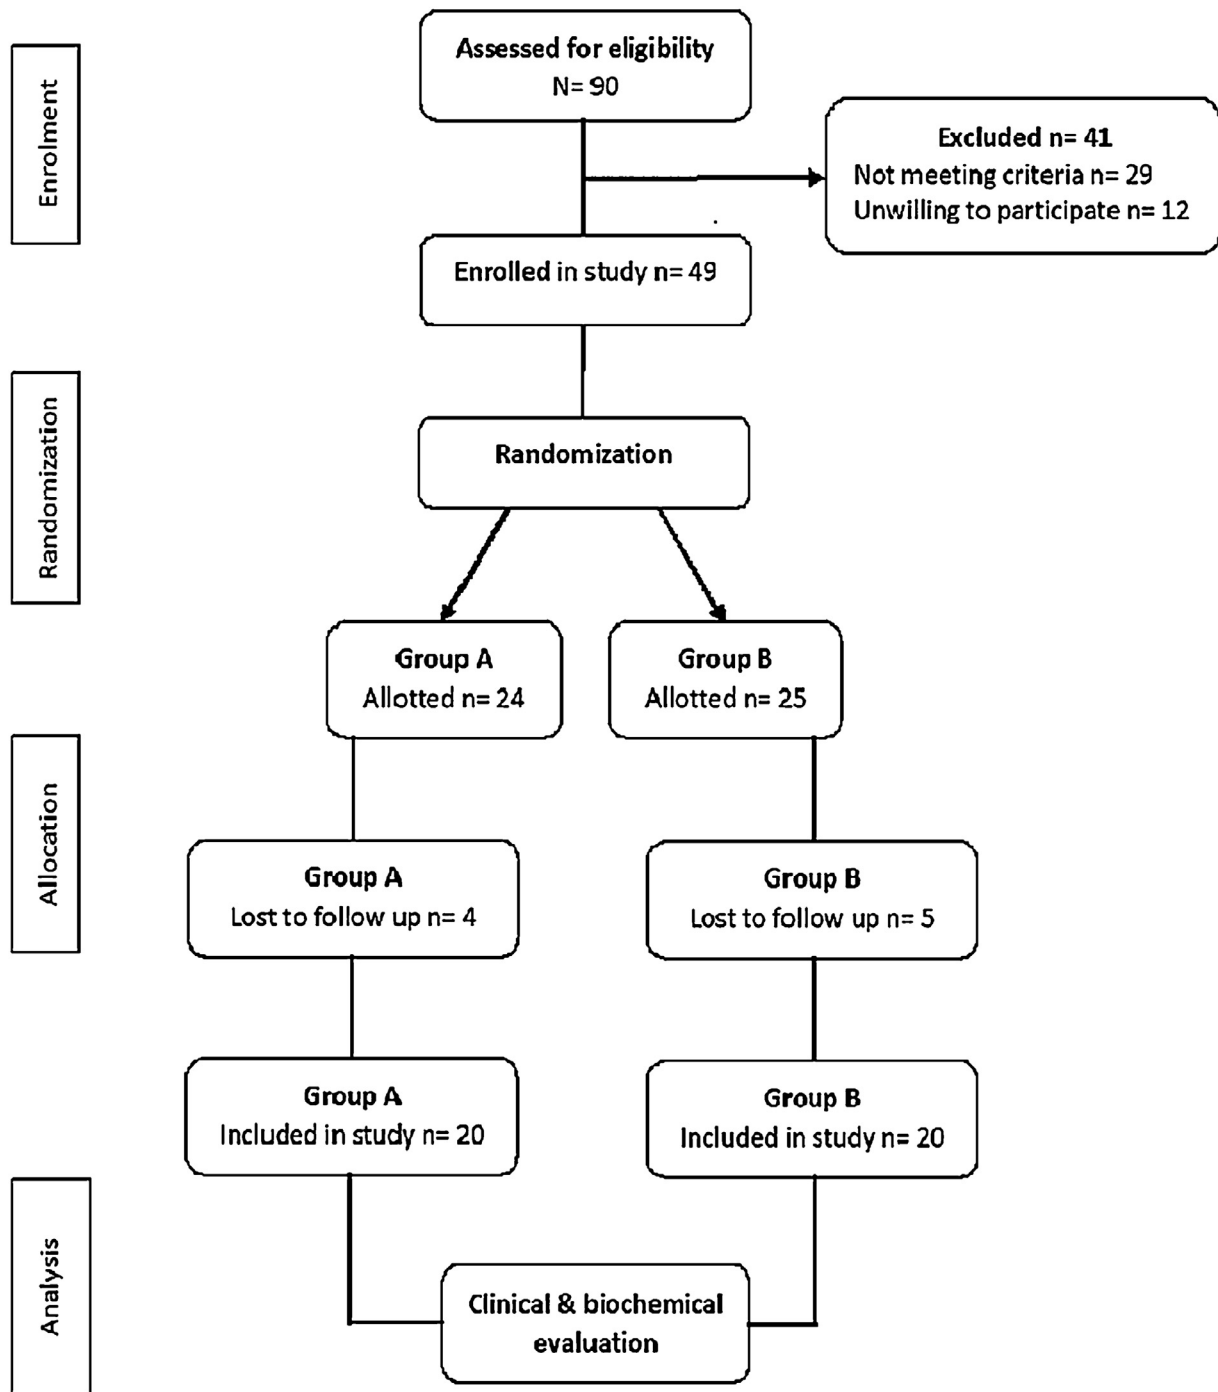 Enrolment
Assessed for eligibility
N= 90
Excluded n= 41
Not meeting criteria n= 29
Unwilling to participate n= 12
Enrolled in study n= 49
Randomization
Randomization
Group A
Allotted n= 24
Group B
Allotted n= 25
Allocation
Group A
Lost to follow up n= 4
Group B
Lost to follow up n= 5
Group A
Included in study n= 20
Group B
Included in study n= 20
Analysis
Clinical & biochemical
evaluation